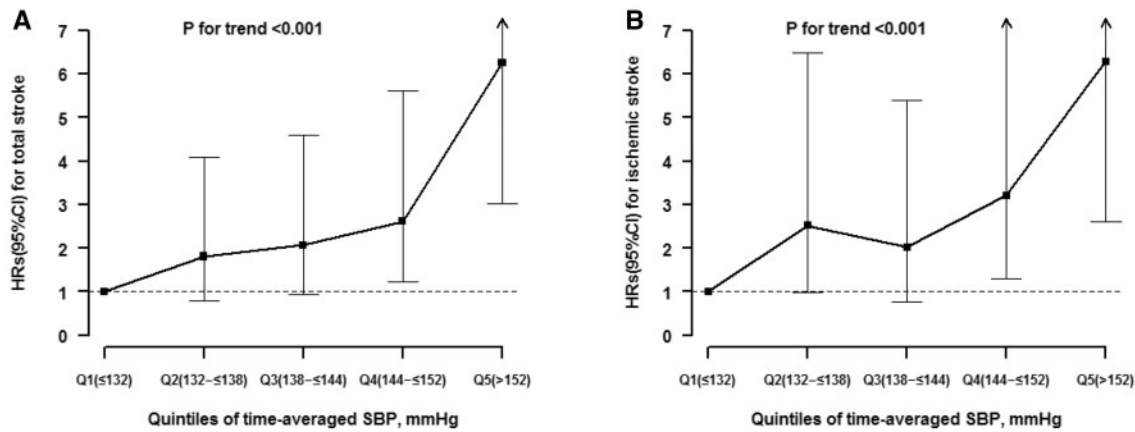 A
P for trend <0.001
HRs(95%CI) for total stroke
7
6
5
4
3
2
1
0
Q1(≤132) Q2(132–≤138) Q3(138–≤144) Q4(144–≤152) Q5(>152)
Quintiles of time-averaged SBP, mmHg
B
P for trend <0.001
HRs(95%CI) for ischemic stroke
7
6
5
4
3
2
1
0
Q1(≤132) Q2(132–≤138) Q3(138–≤144) Q4(144–≤152) Q5(>152)
Quintiles of time-averaged SBP, mmHg